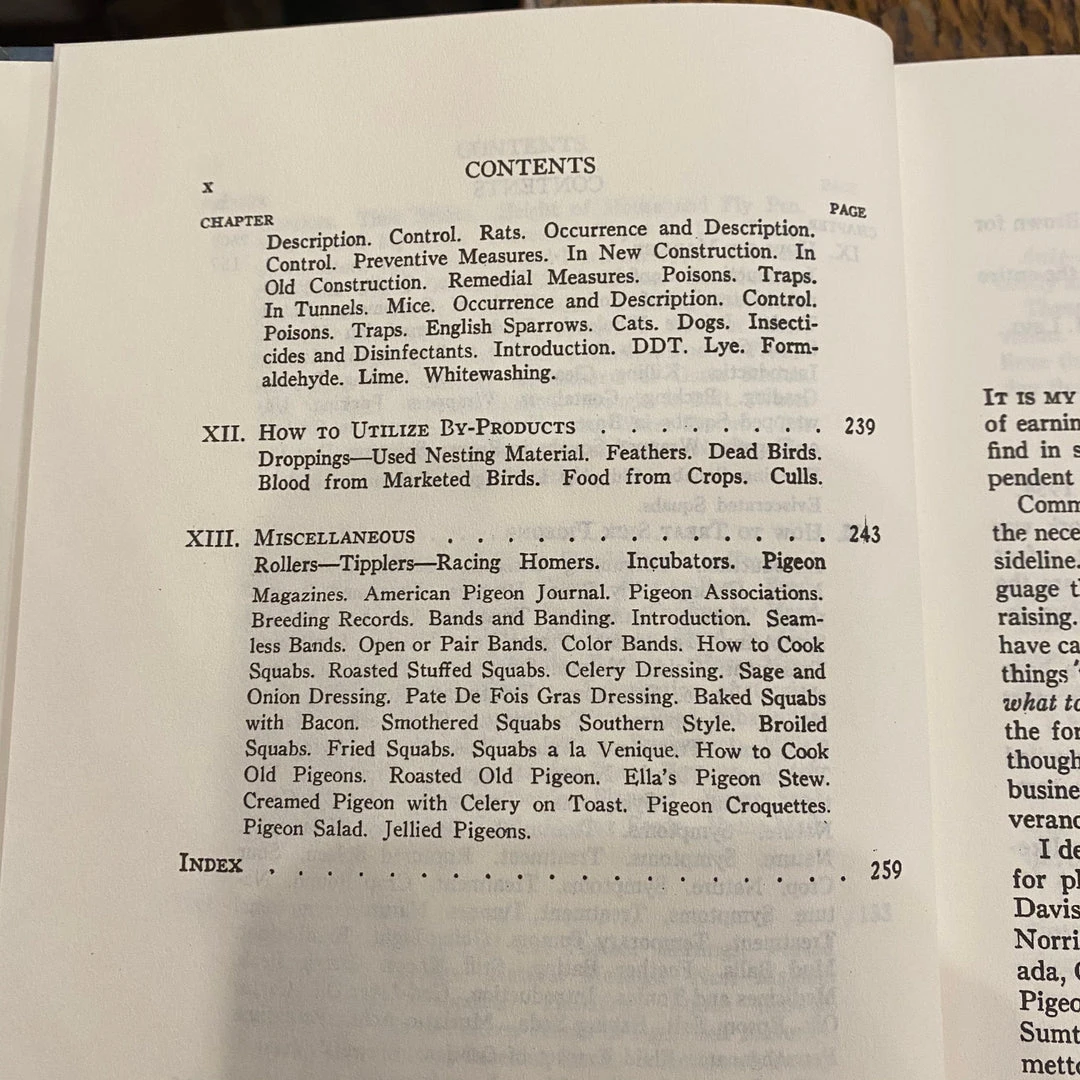 CONTENTS
x
CHAPTER
PAGE
Description. Control. Rats. Occurrence and Description.
Control. Preventive Measures. In New Construction. In
Old Construction. Remedial Measures. Poisons. Traps.
In Tunnels. Mice. Occurrence and Description. Control.
Poisons. Traps. English Sparrows. Cats. Dogs. Insecti-
cides and Disinfectants. Introduction. DDT. Lye. Form-
aldehyde. Lime. Whitewashing.
XII. How to Utilize By-Products . . . . . . . . . . 239
Droppings—Used Nesting Material. Feathers. Dead Birds.
Blood from Marketed Birds. Food from Crops. Culls.
XIII. Miscellaneous . . . . . . . . . . . . . 243
Rollers—Tipplers—Racing Homers. Incubators. Pigeon
Magazines. American Pigeon Journal. Pigeon Associations.
Breeding Records. Bands and Banding. Introduction. Seam-
less Bands. Open or Pair Bands. Color Bands. How to Cook
Squabs. Roasted Stuffed Squabs. Celery Dressing. Sage and
Onion Dressing. Pate De Fois Gras Dressing. Baked Squabs
with Bacon. Smothered Squabs Southern Style. Broiled
Squabs. Fried Squabs. Squabs a la Venique. How to Cook
Old Pigeons. Roasted Old Pigeon. Ella's Pigeon Stew.
Creamed Pigeon with Celery on Toast. Pigeon Croquettes.
Pigeon Salad. Jellied Pigeons.
Index . . . . . . . . . . . . . . . . . . . . 259
It is my
of earnin
find in s
pendent
Comm
the nece
sideline.
guage t
raising.
have ca
things
what to
the for
though
busine
veranc
I de
for pl
Davis
Norri
ada,
Pigeo
Sumt
metto